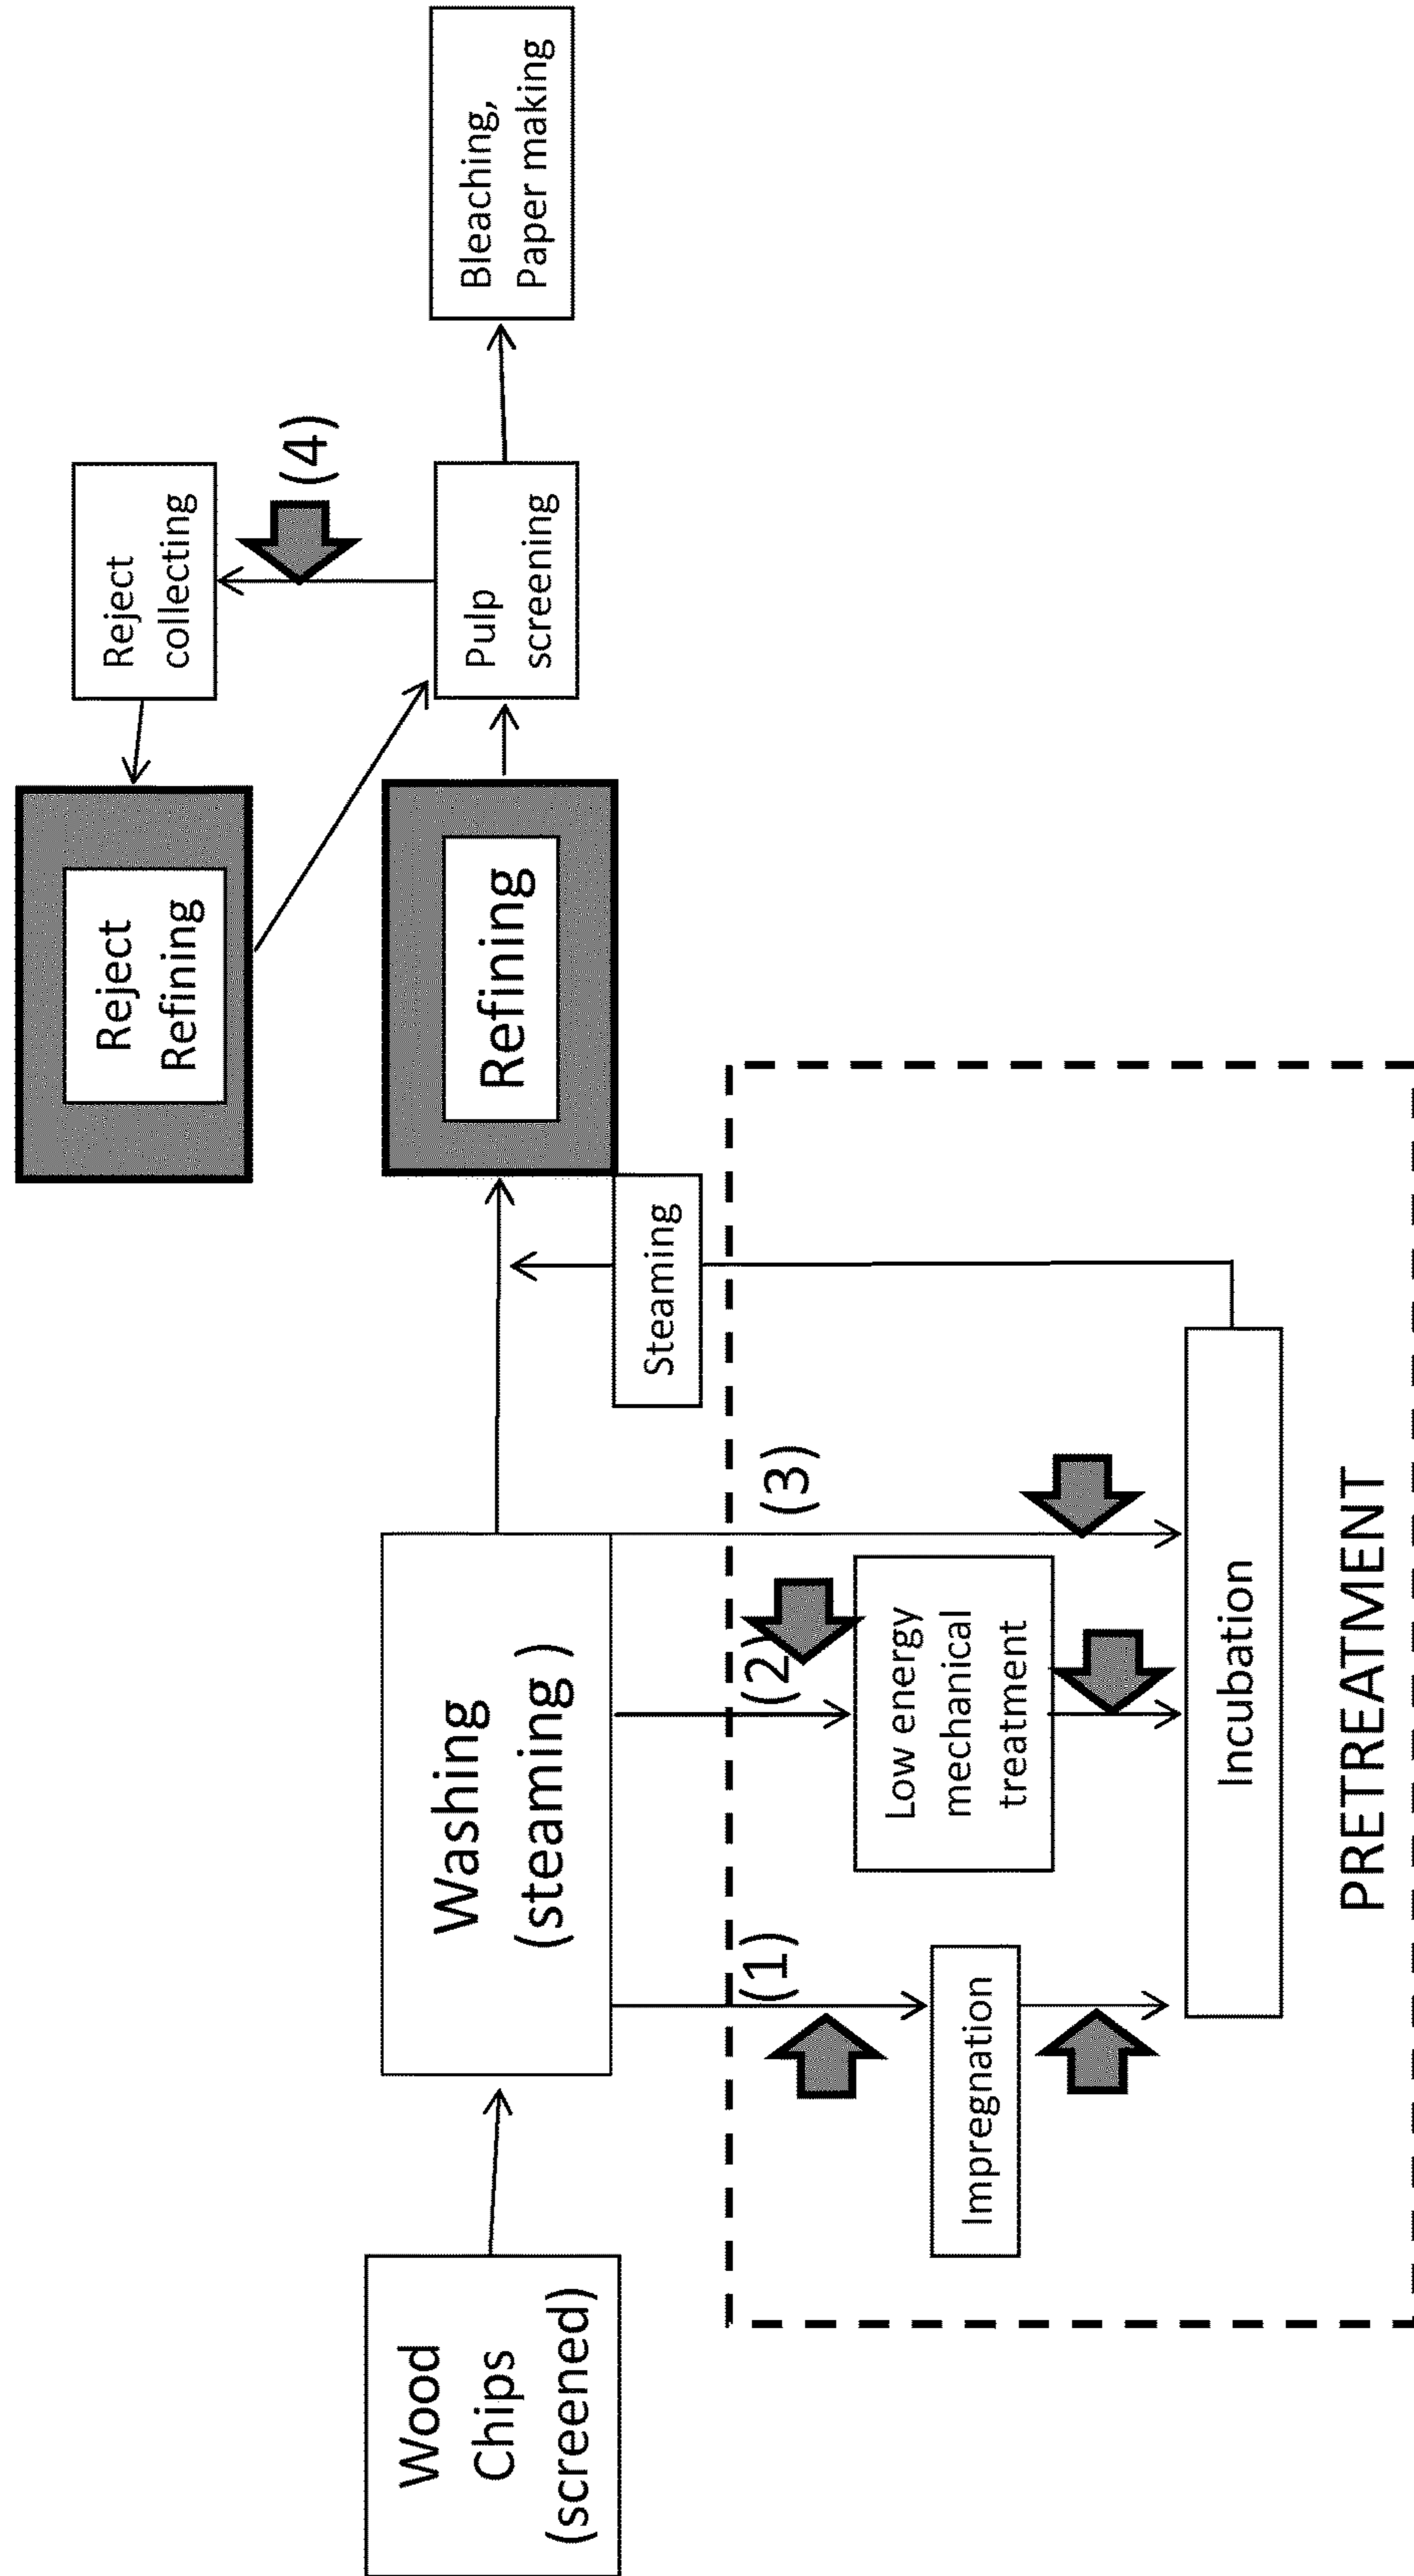 Wood
Chips
(screened)
Washing
(steaming )
Refining
Reject
Refining
Reject
collecting
(4)
Pulp
screening
Bleaching,
Paper making
Steaming
(1)
(2)
(3)
Impregnation
Low energy
mechanical
treatment
Incubation
PRETREATMENT